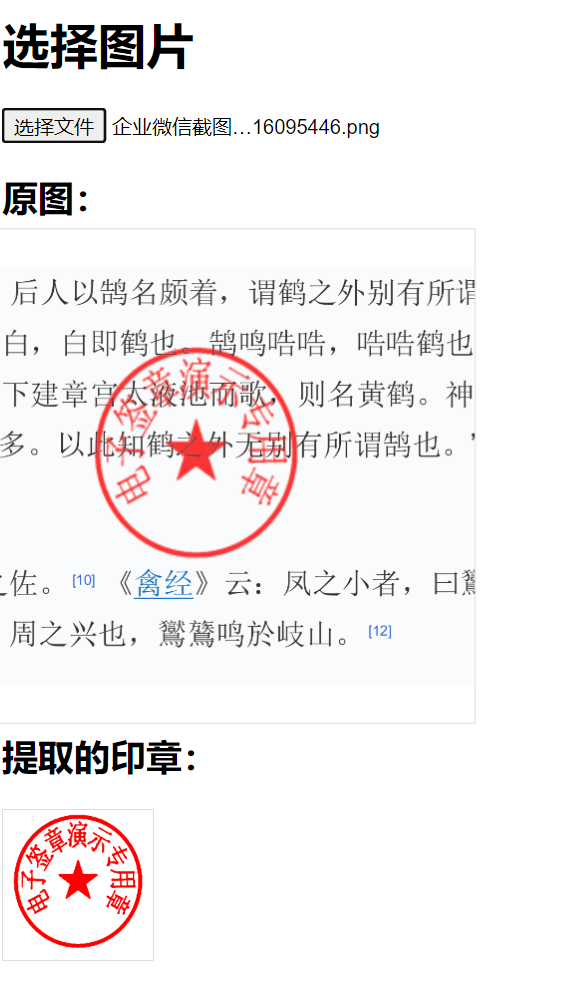 选择图片
选择文件 企业微信截图…16095446.png
原图：
后人以鹄名颇着，谓鹤之外别有所谓
白，白即鹤也。鹄鸣哠哠，哠哠鹤也
下建章宫太液池而歌，则名黄鹤。神
多。以此知鹤之外无别有所谓鹄也。”
电子签章演示专用章
之佐。[10] 《禽经》云：凤之小者，曰鸑
周之兴也，鸑鷟鸣於岐山。[12]
提取的印章：
电子签章演示专用章